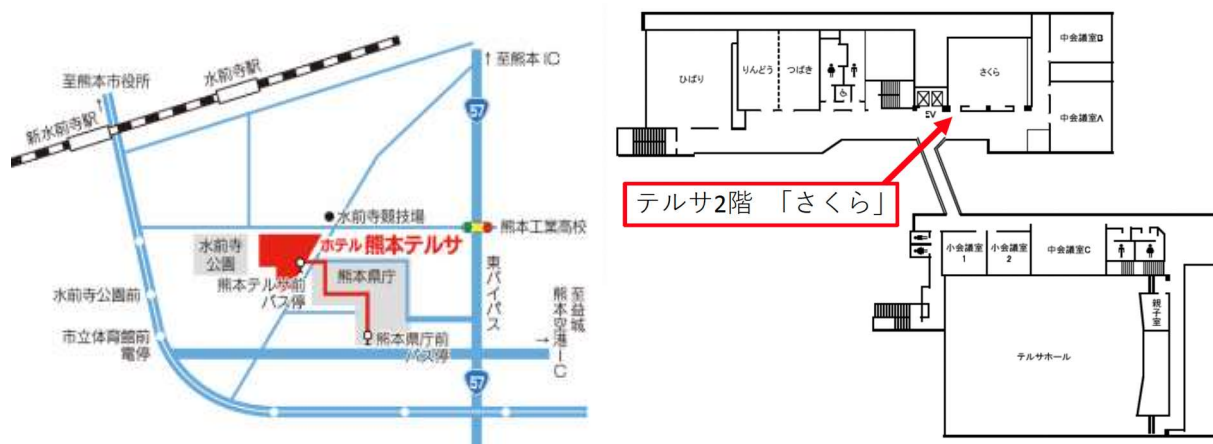 至熊本市役所
水前寺駅
新水前寺駅
↑至熊本IC
57
水前寺競技場
熊本工業高校
水前寺
公園
ホテル 熊本テルサ
熊本テルサ前
バス停
熊本県庁
東バイパス
水前寺公園前
市立体育館前
電停
熊本県庁前
バス停
至益城
熊本空港IC
57
ひばり
りんどう
つばき
EV
さくら
中会議室B
中会議室A
テルサ2階 「さくら」
小会議室
1
小会議室
2
中会議室C
親子室
テルサホール